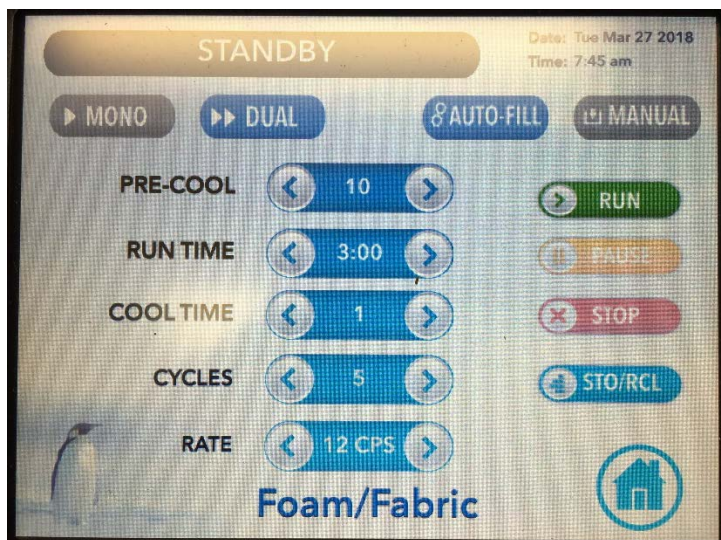 STANDBY
Date: Tue Mar 27 2018
Time: 7:45 am
MONO
DUAL
AUTO-FILL
MANUAL
PRE-COOL
10
RUN
RUN TIME
3:00
PAUSE
COOL TIME
1
STOP
CYCLES
5
STO/RCL
RATE
12 CPS
Foam/Fabric